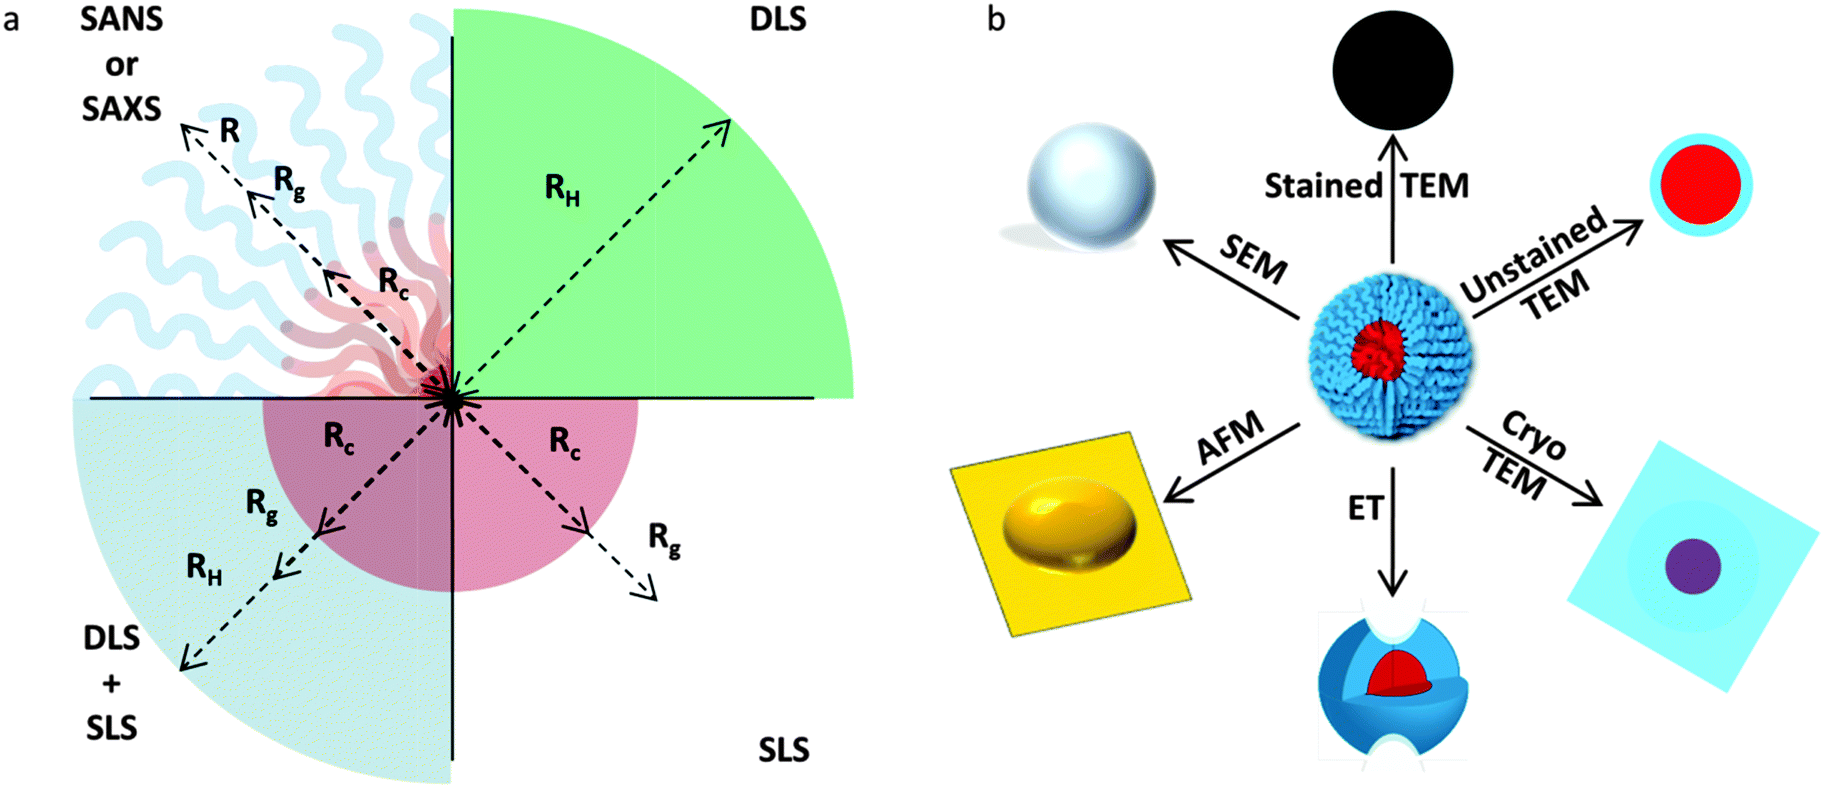 a
SANS
or
SAXS
R
Rg
Rc
DLS
RH
Rc
Rg
RH
DLS
+
SLS
Rc
Rg
SLS
b
Stained TEM
SEM
Unstained
TEM
AFM
Cryo
TEM
ET